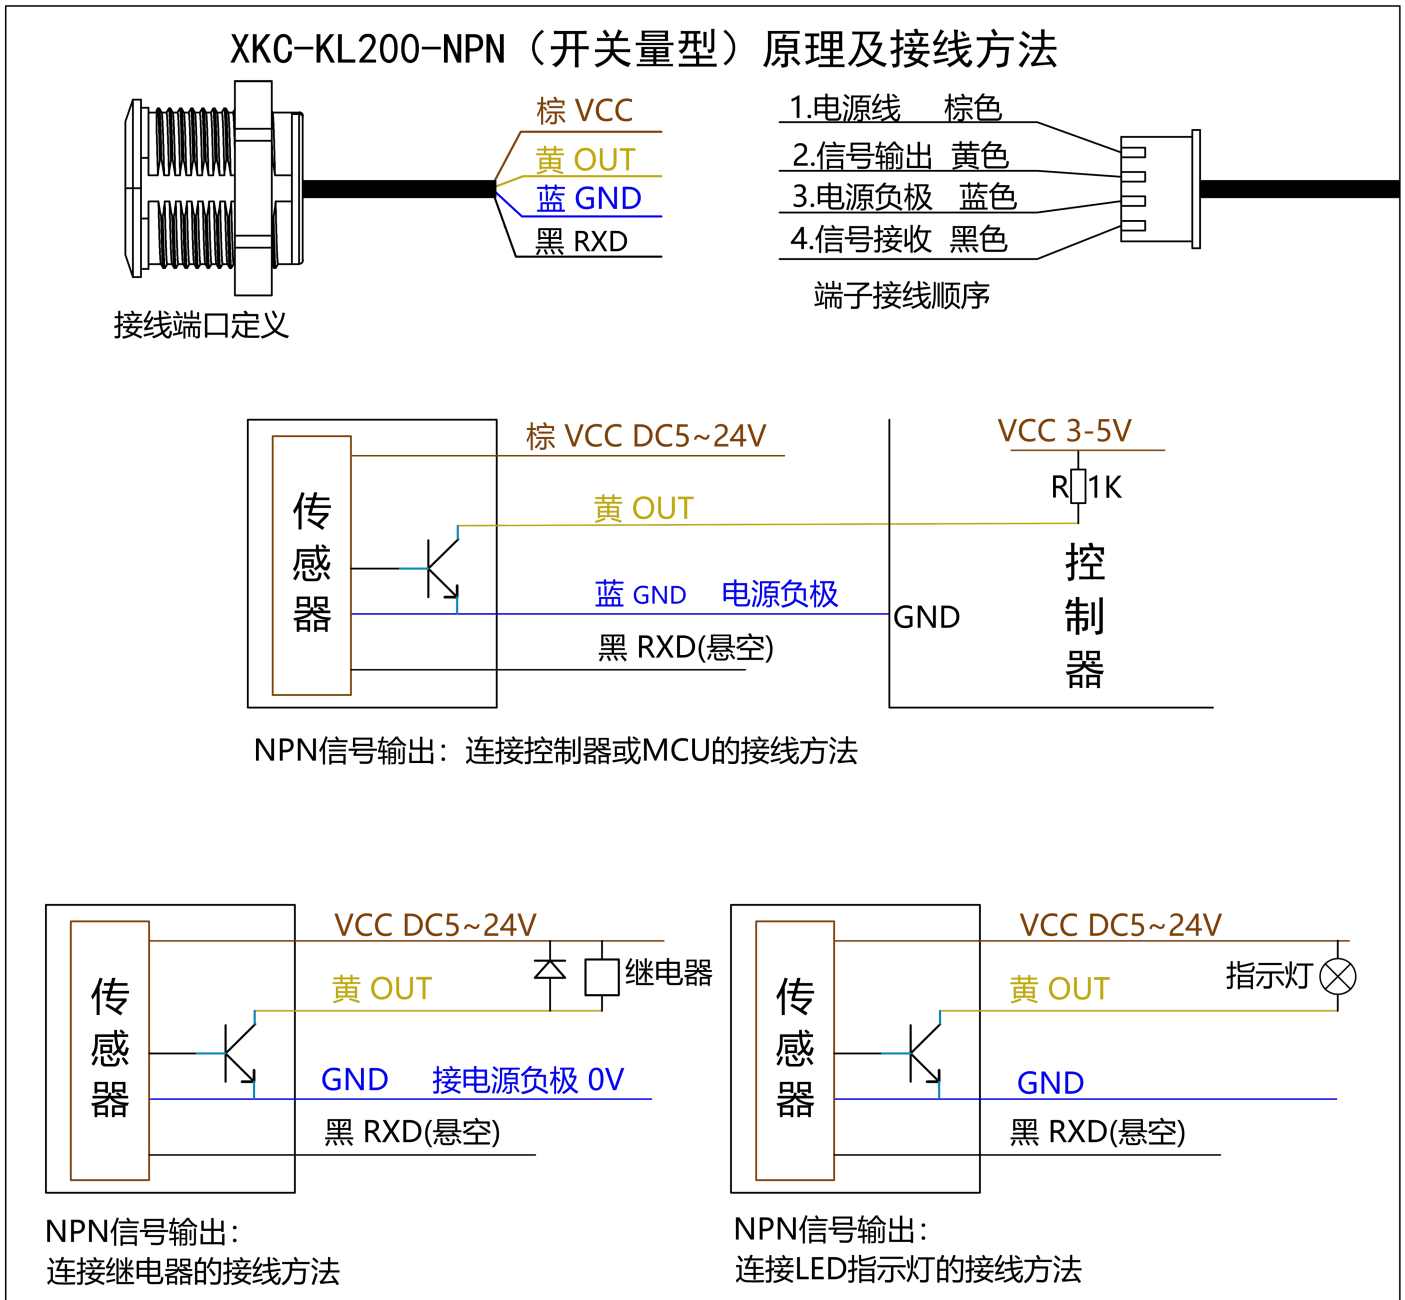 XKC-KL200-NPN（开关量型）原理及接线方法
棕 VCC
黄 OUT
蓝 GND
黑 RXD
接线端口定义
1.电源线 棕色
2.信号输出 黄色
3.电源负极 蓝色
4.信号接收 黑色
端子接线顺序
传感器
棕 VCC DC5~24V
黄 OUT
蓝 GND 电源负极
黑 RXD(悬空)
VCC 3-5V
R 1K
控制器
GND
NPN信号输出：连接控制器或MCU的接线方法
传感器
VCC DC5~24V
黄 OUT
继电器
GND 接电源负极 0V
黑 RXD(悬空)
NPN信号输出：
连接继电器的接线方法
传感器
VCC DC5~24V
黄 OUT
指示灯
GND
黑 RXD(悬空)
NPN信号输出：
连接LED指示灯的接线方法